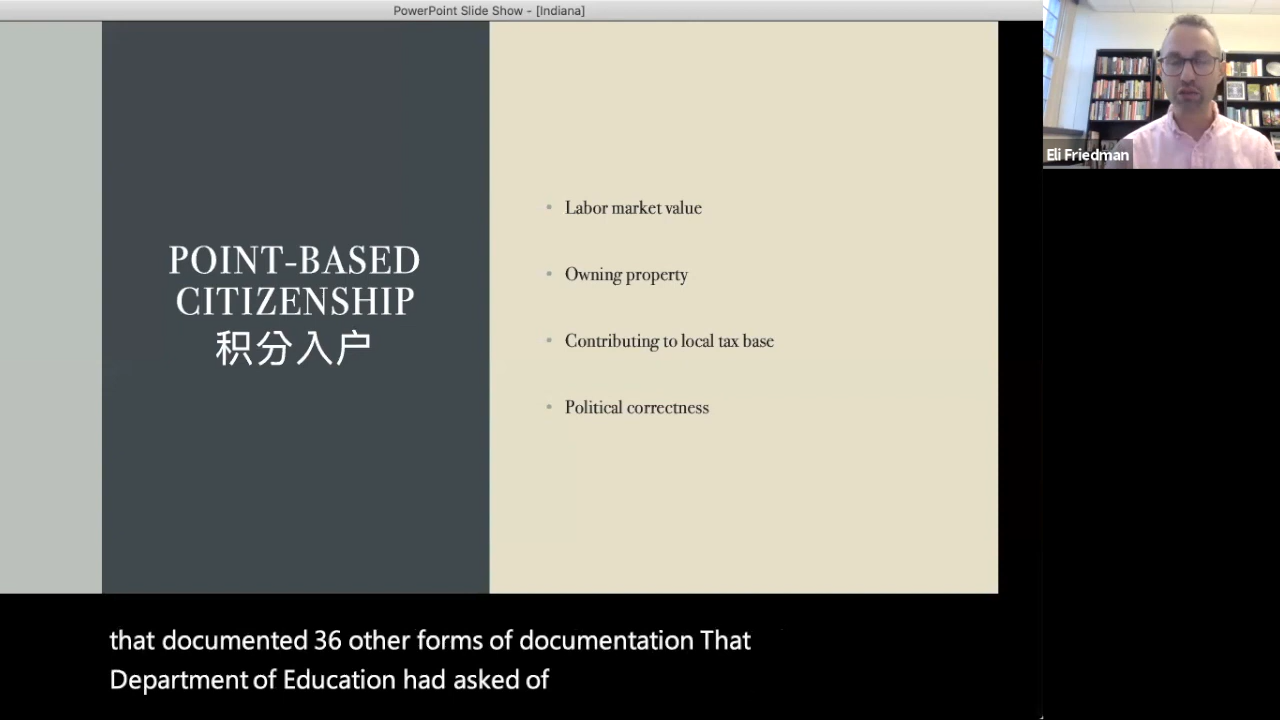 PowerPoint Slide Show - [Indiana]
POINT-BASED
CITIZENSHIP
积分入户
• Labor market value
• Owning property
• Contributing to local tax base
• Political correctness
Eli Friedman
that documented 36 other forms of documentation That
Department of Education had asked of